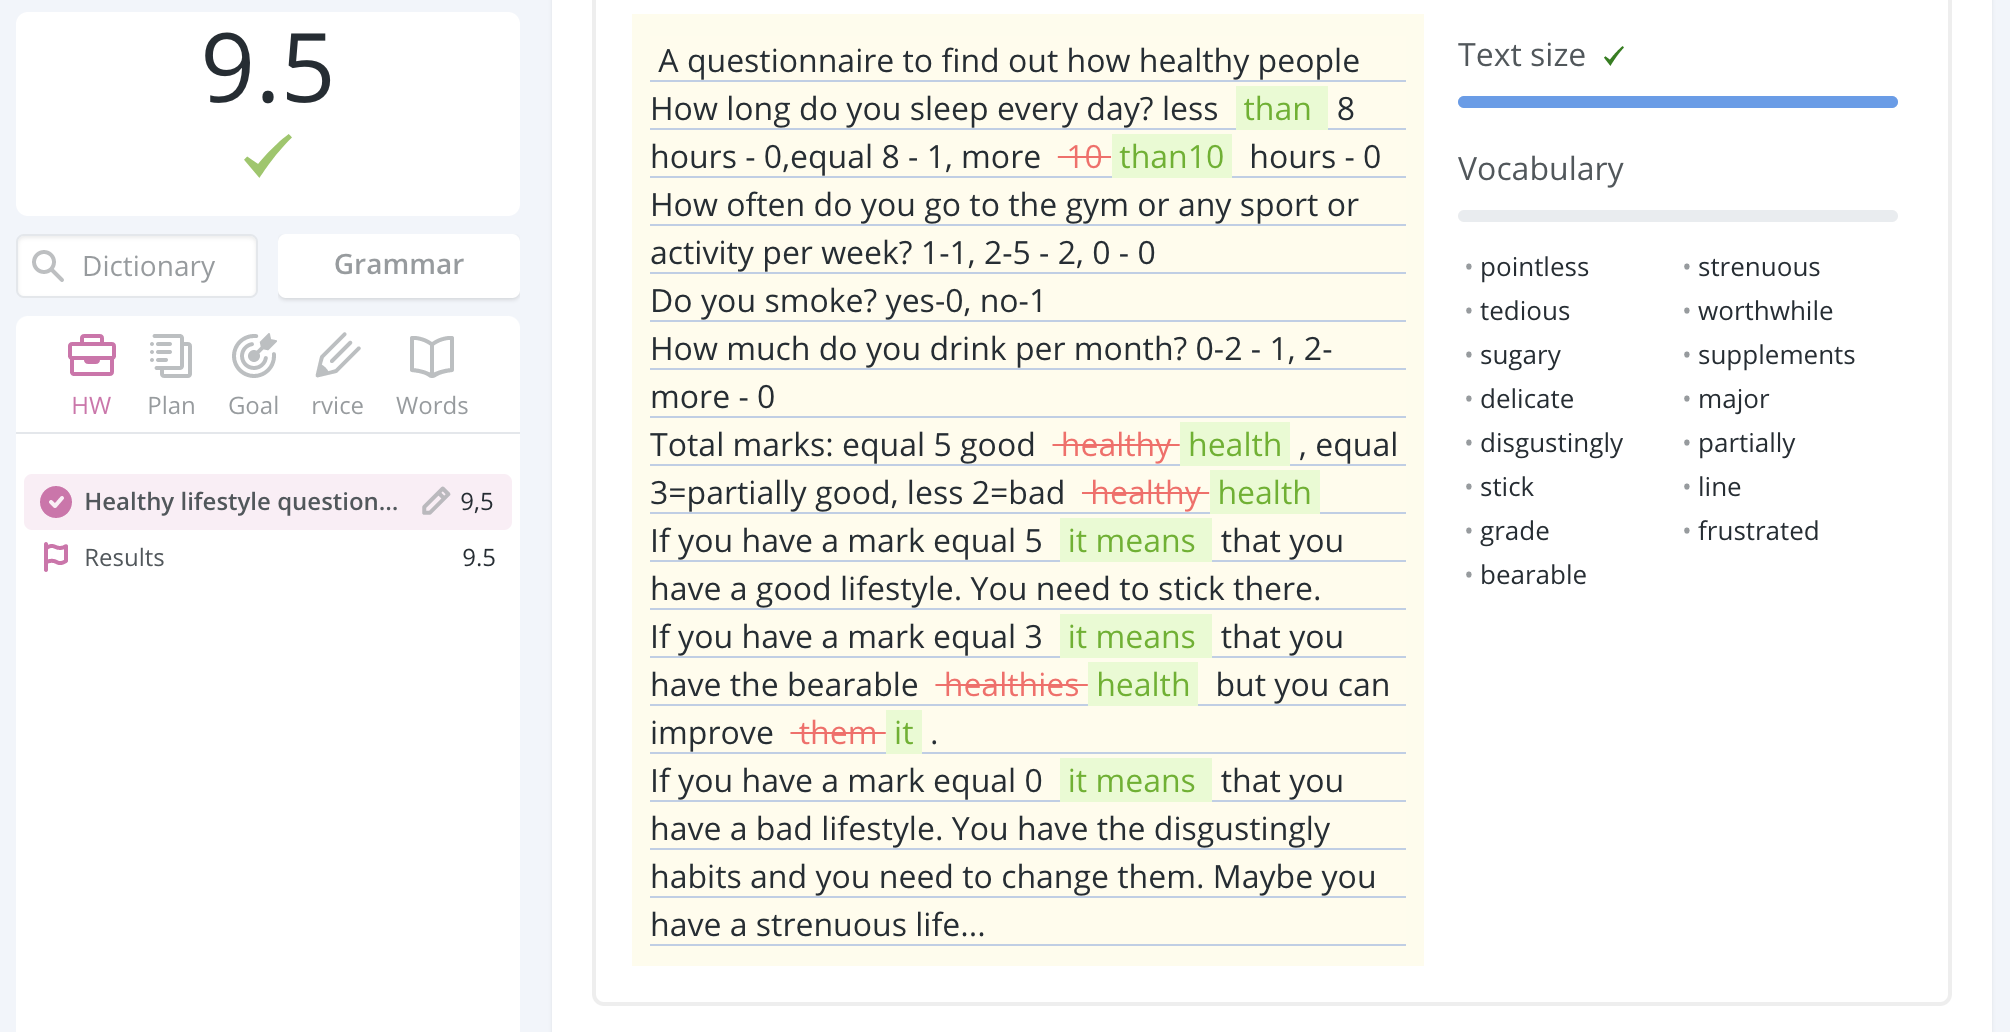 9.5
Dictionary
Grammar
HW
Plan
Goal
rvice
Words
Healthy lifestyle question... 9,5
Results 9.5
A questionnaire to find out how healthy people
How long do you sleep every day? less than 8
hours - 0,equal 8 - 1, more 10 than10 hours - 0
How often do you go to the gym or any sport or
activity per week? 1-1, 2-5 - 2, 0 - 0
Do you smoke? yes-0, no-1
How much do you drink per month? 0-2 - 1, 2-
more - 0
Total marks: equal 5 good healthy health , equal
3=partially good, less 2=bad healthy health
If you have a mark equal 5 it means that you
have a good lifestyle. You need to stick there.
If you have a mark equal 3 it means that you
have the bearable healthies health but you can
improve them it .
If you have a mark equal 0 it means that you
have a bad lifestyle. You have the disgustingly
habits and you need to change them. Maybe you
have a strenuous life...
Text size
Vocabulary
• pointless
• tedious
• sugary
• delicate
• disgustingly
• stick
• grade
• bearable
• strenuous
• worthwhile
• supplements
• major
• partially
• line
• frustrated